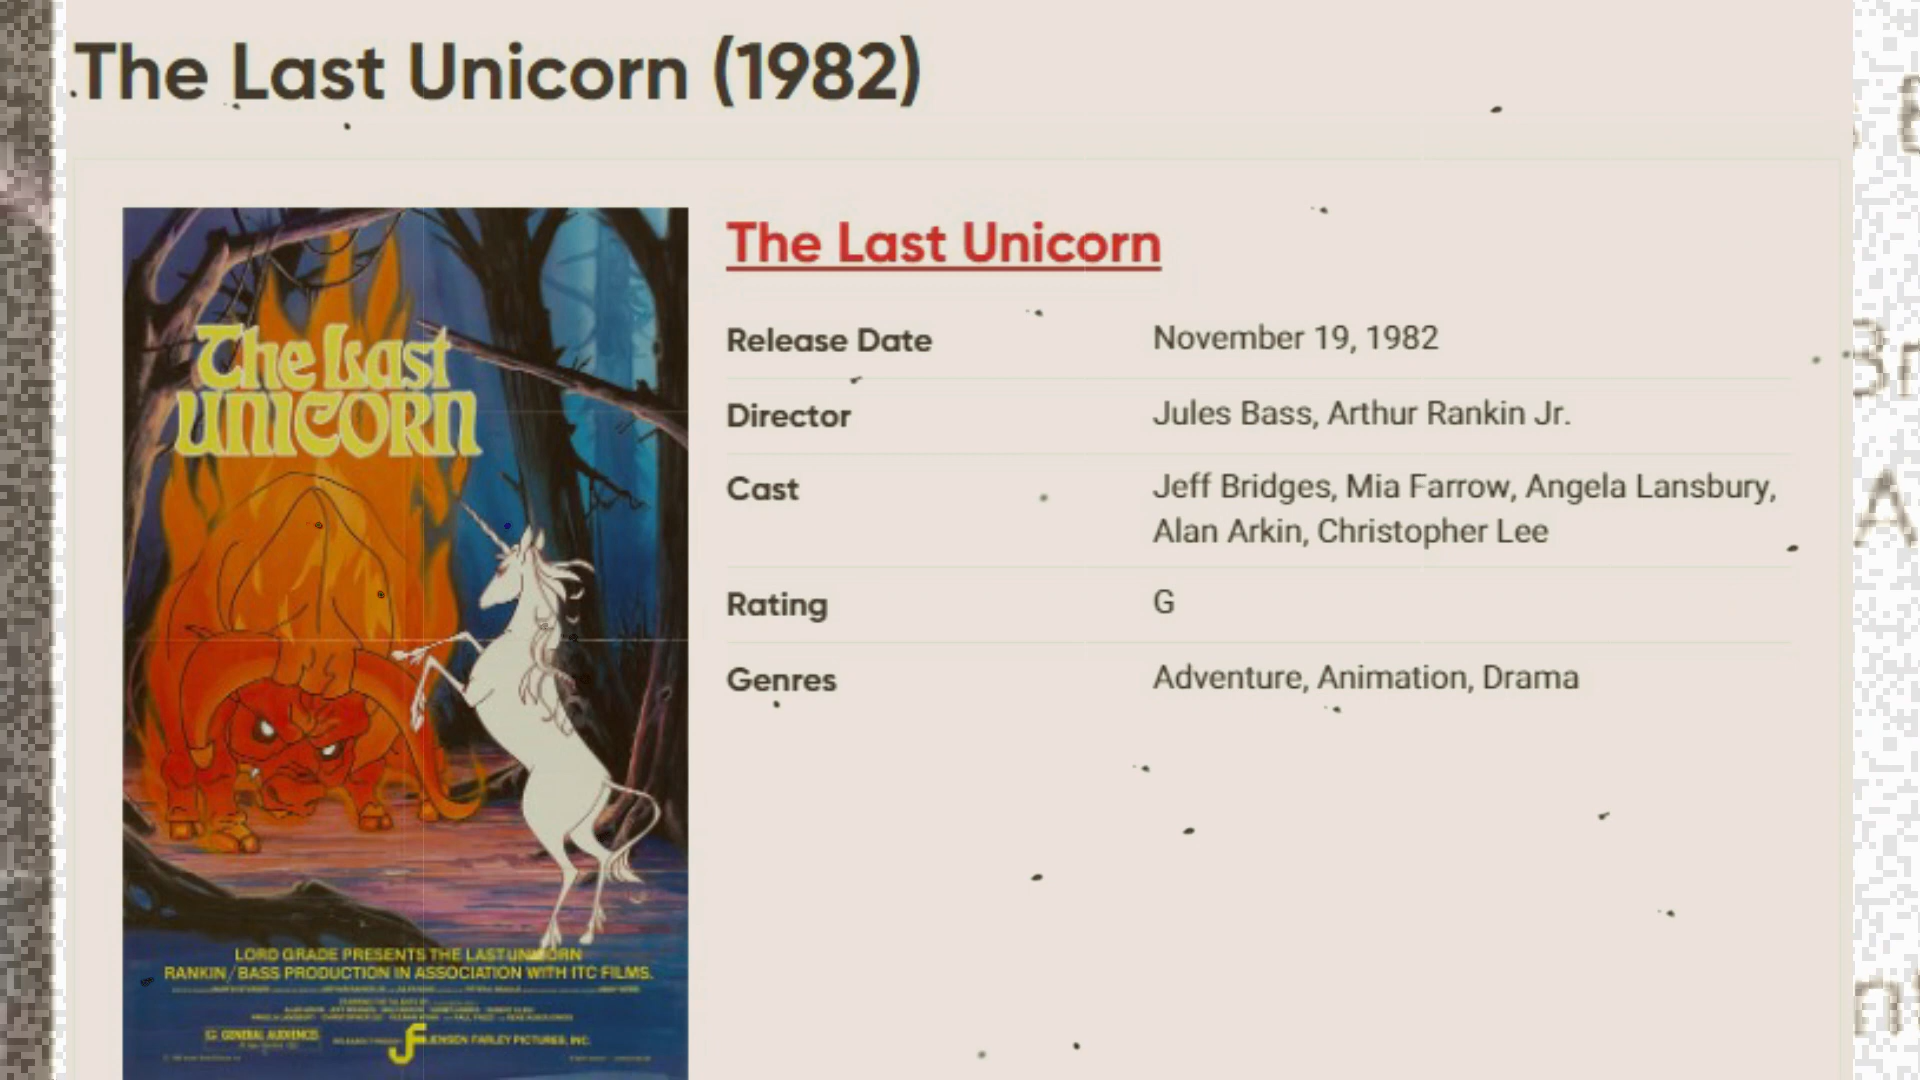 The Last Unicorn (1982)
The Last
UNICORN
LORD GRADE PRESENTS THE LAST UNICORN
RANKIN/BASS PRODUCTION IN ASSOCIATION WITH ITC FILMS.
G GENERAL AUDIENCES
JENSEN FARLEY PICTURES, INC.
The Last Unicorn
Release Date November 19, 1982
Director Jules Bass, Arthur Rankin Jr.
Cast Jeff Bridges, Mia Farrow, Angela Lansbury,
Alan Arkin, Christopher Lee
Rating G
Genres Adventure, Animation, Drama